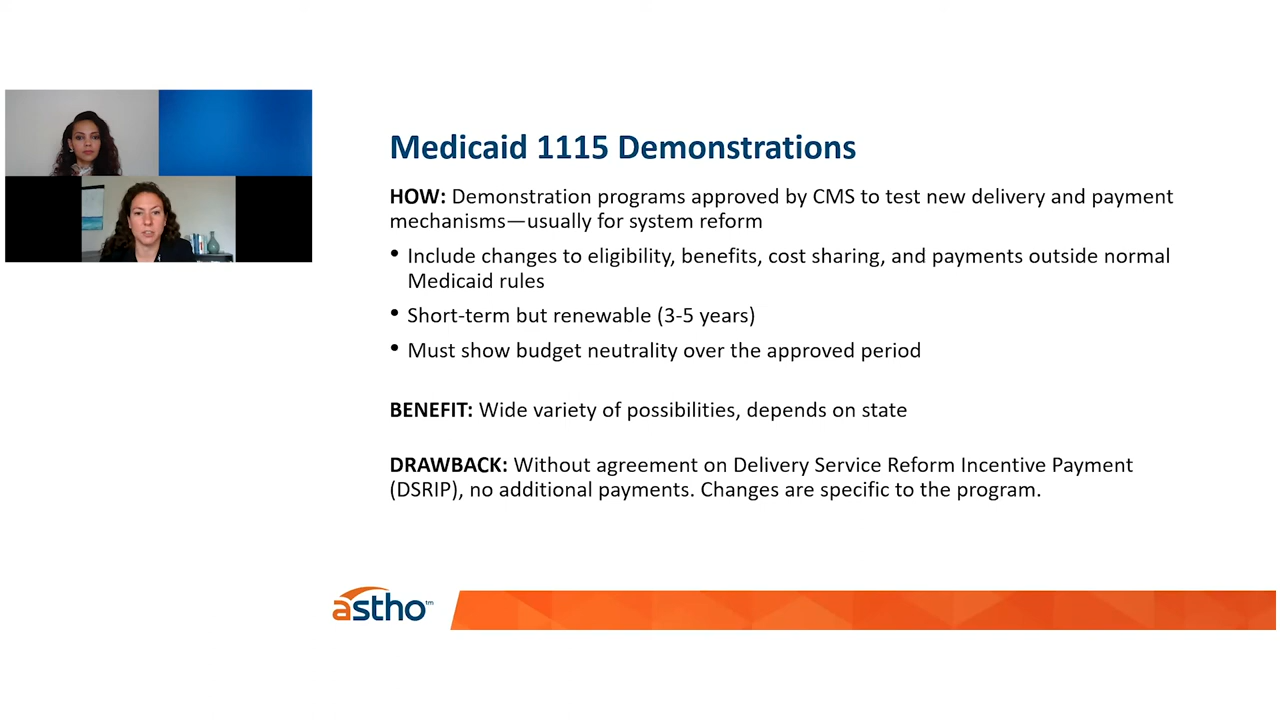 Medicaid 1115 Demonstrations
HOW: Demonstration programs approved by CMS to test new delivery and payment
mechanisms—usually for system reform
• Include changes to eligibility, benefits, cost sharing, and payments outside normal
Medicaid rules
• Short-term but renewable (3-5 years)
• Must show budget neutrality over the approved period
BENEFIT: Wide variety of possibilities, depends on state
DRAWBACK: Without agreement on Delivery Service Reform Incentive Payment
(DSRIP), no additional payments. Changes are specific to the program.
astho™